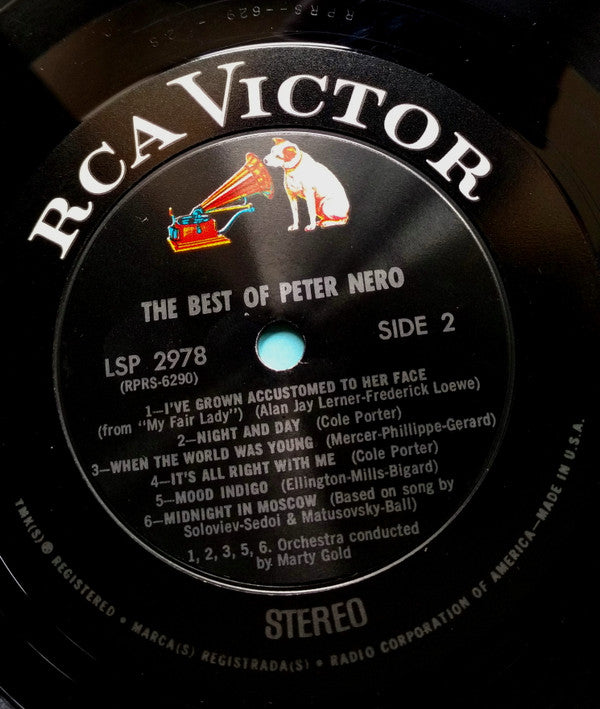 RPRS-629 -2S
RCA VICTOR
THE BEST OF PETER NERO
LSP 2978
(RPRS-6290)
SIDE 2
1—I'VE GROWN ACCUSTOMED TO HER FACE
(from "My Fair Lady") (Alan Jay Lerner-Frederick Loewe)
2—NIGHT AND DAY (Cole Porter)
3—WHEN THE WORLD WAS YOUNG (Mercer-Phillippe-Gerard)
4—IT'S ALL RIGHT WITH ME (Cole Porter)
5—MOOD INDIGO (Ellington-Mills-Bigard)
6—MIDNIGHT IN MOSCOW (Based on song by
Soloviev-Sedoi & Matusovsky-Ball)
1, 2, 3, 5, 6. Orchestra conducted
by Marty Gold
STEREO
TMK(S) ® REGISTERED • MARCA(S) REGISTRADA(S) • RADIO CORPORATION OF AMERICA—MADE IN U.S.A.